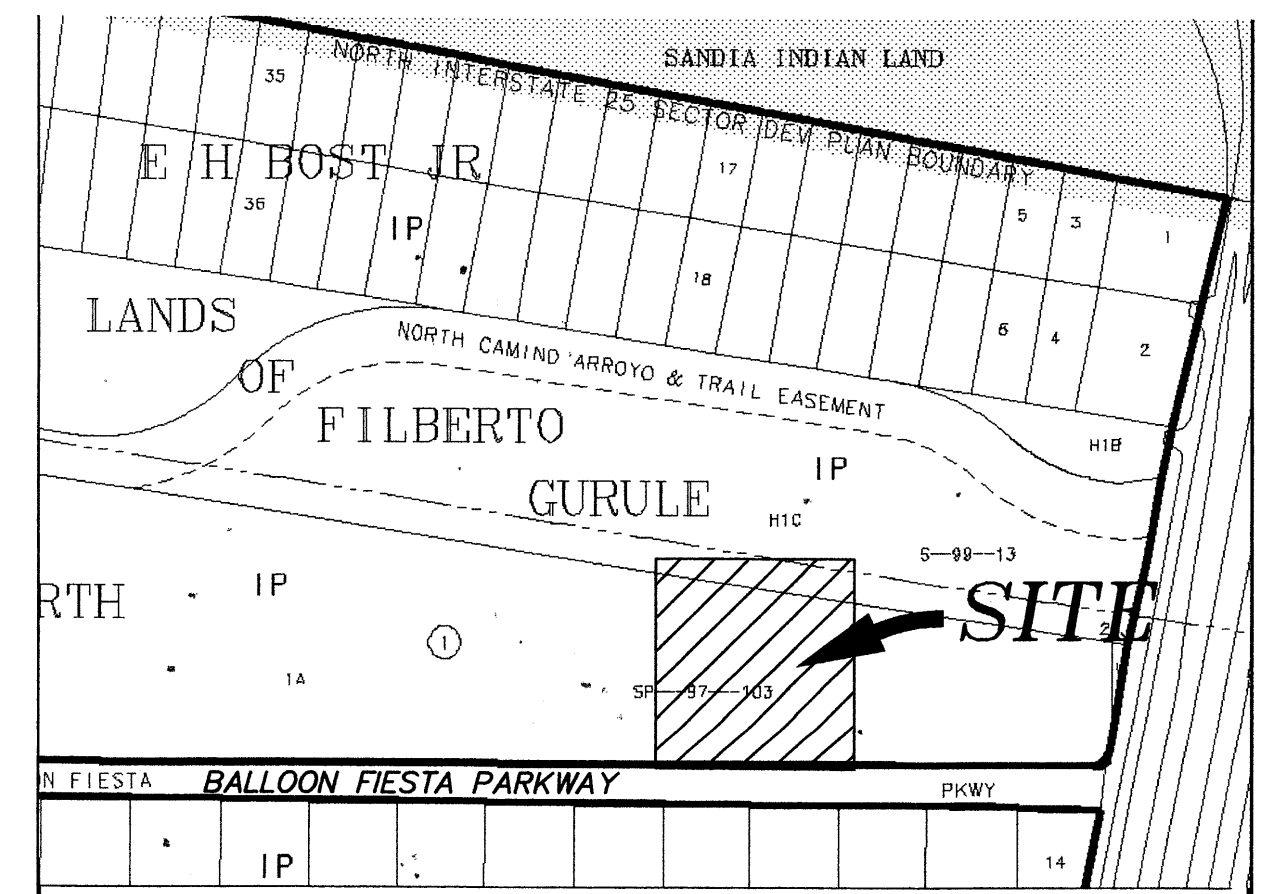 SANDIA INDIAN LAND
NORTH INTERSTATE 25 SECTOR DEV PLAN BOUNDARY
35
17
E H BOST JR
36
IP
5
3
1
18
6
4
2
LANDS
OF
FILBERTO
GURULE
NORTH CAMINO ARROYO & TRAIL EASEMENT
H1B
IP
H1C
S-99-13
SITE
2
RTH
IP
1
1A
SP-97-103
N FIESTA
BALLOON FIESTA PARKWAY
PKWY
IP
14